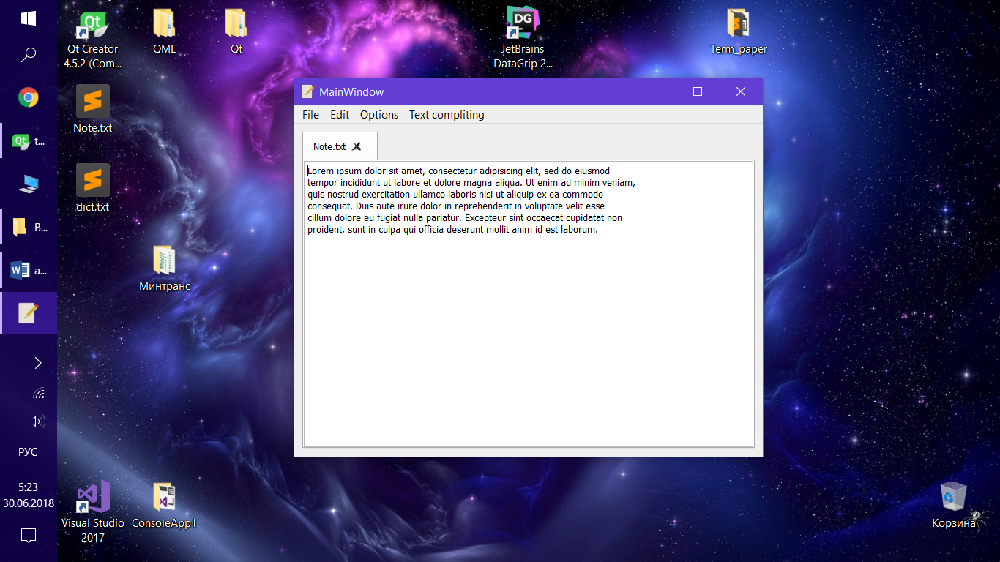 Qt Creator
4.5.2 (Com...
QML
Qt
JetBrains
DataGrip 2...
Term_paper
Note.txt
dict.txt
Минтранс
Visual Studio
2017
ConsoleApp1
Корзина
t...
B...
a...
РУС
5:23
30.06.2018
MainWindow
File Edit Options Text compliting
Note.txt
Lorem ipsum dolor sit amet, consectetur adipisicing elit, sed do eiusmod
tempor incididunt ut labore et dolore magna aliqua. Ut enim ad minim veniam,
quis nostrud exercitation ullamco laboris nisi ut aliquip ex ea commodo
consequat. Duis aute irure dolor in reprehenderit in voluptate velit esse
cillum dolore eu fugiat nulla pariatur. Excepteur sint occaecat cupidatat non
proident, sunt in culpa qui officia deserunt mollit anim id est laborum.